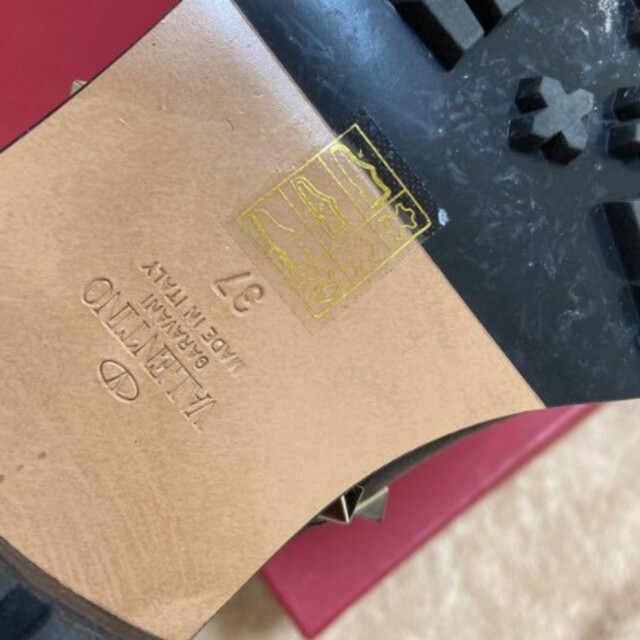 VALENTINO
GARAVANI
MADE IN ITALY
37